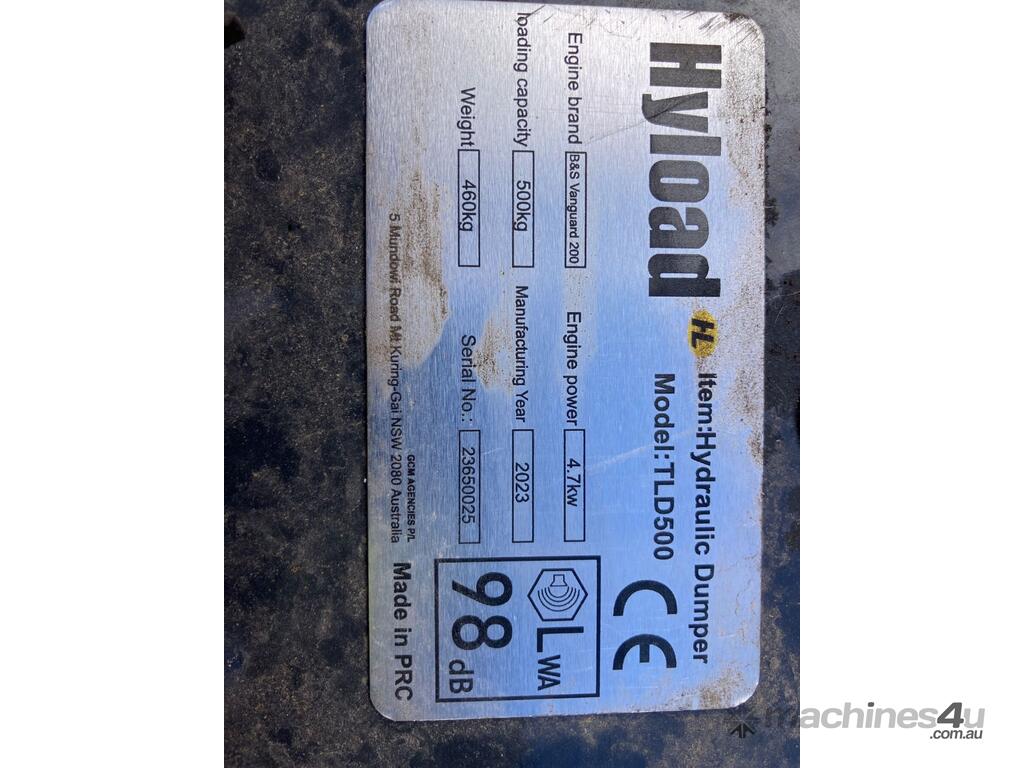 Hyload HL
Item:Hydraulic Dumper
Model:TLD500
CE
Engine brand B&S Vanguard 200 Engine power 4.7kw
loading capacity 500kg Manufacturing Year 2023
Weight 460kg Serial No.: 23650025
LWA
98 dB
GCM AGENCIES P/L
5 Mundowi Road Mt Kuring-Gai NSW 2080 Australia
Made in PRC
machines4u
.com.au